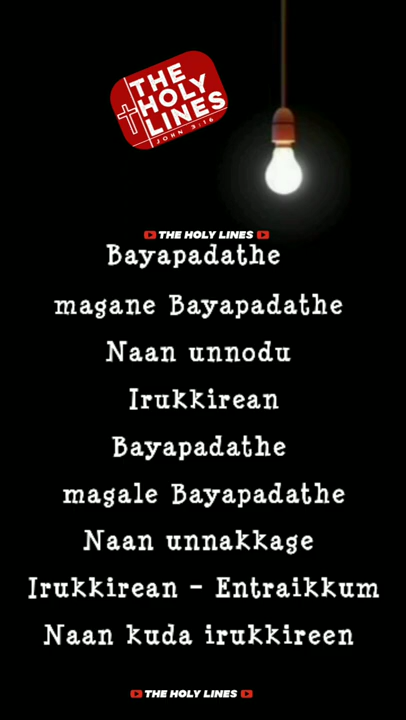 THE
HOLY
LINES
JOHN 3:16
THE HOLY LINES
Bayapadathe
magane Bayapadathe
Naan unnodu
Irukkirean
Bayapadathe
magale Bayapadathe
Naan unnakkage
Irukkirean - Entraikkum
Naan kuda irukkireen
THE HOLY LINES